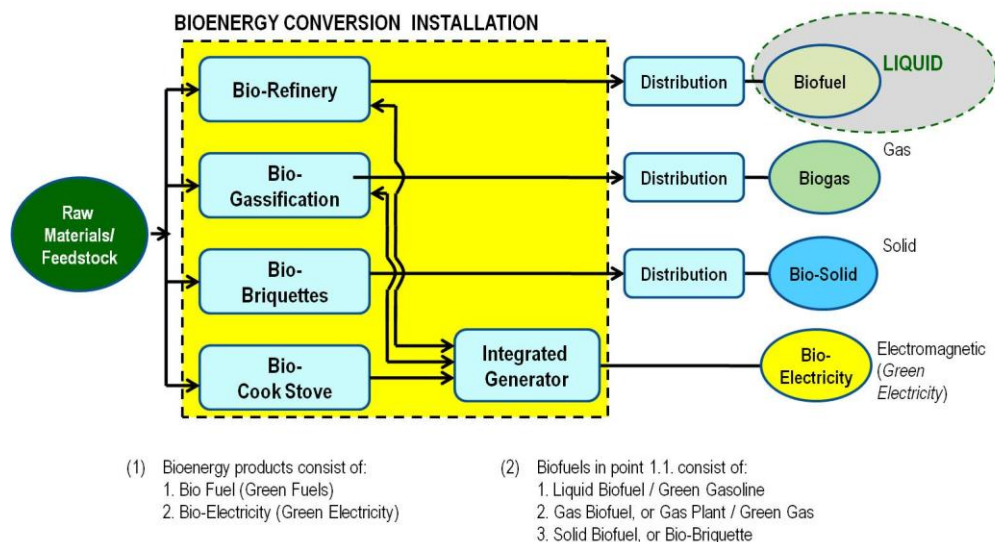 BIOENERGY CONVERSION INSTALLATION
Bio-Refinery
Distribution
Biofuel
LIQUID
Raw
Materials/
Feedstock
Bio-
Gassification
Distribution
Biogas
Gas
Bio-
Briquettes
Distribution
Bio-Solid
Solid
Bio-
Cook Stove
Integrated
Generator
Bio-
Electricity
Electromagnetic
(Green
Electricity)
(1) Bioenergy products consist of:
1. Bio Fuel (Green Fuels)
2. Bio-Electricity (Green Electricity)
(2) Biofuels in point 1.1. consist of:
1. Liquid Biofuel / Green Gasoline
2. Gas Biofuel, or Gas Plant / Green Gas
3. Solid Biofuel, or Bio-Briquette